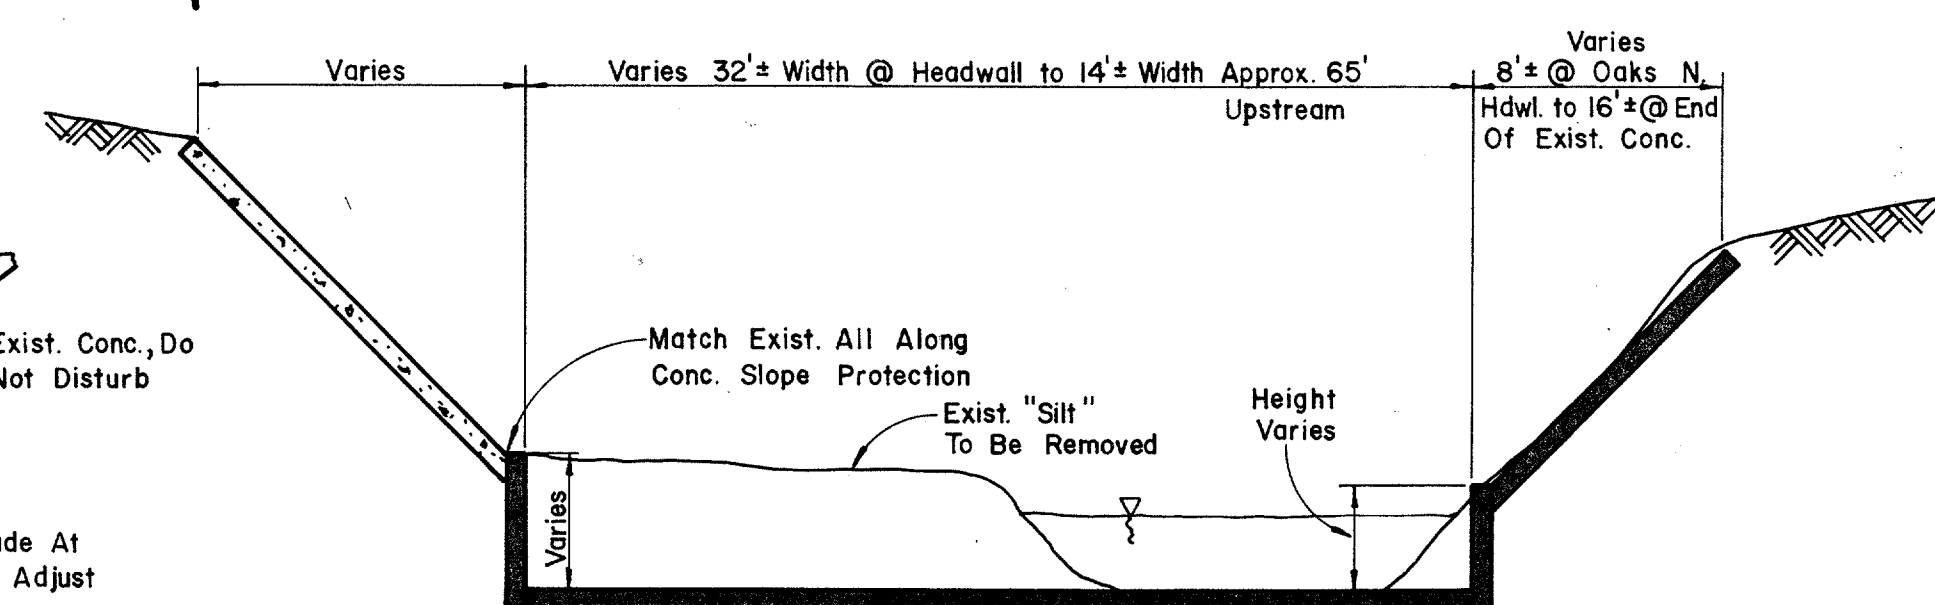 Varies
Varies 32'± Width @ Headwall to 14'± Width Approx. 65'
Upstream
Varies
8'± @ Oaks N.
Hdwl. to 16'± @ End
Of Exist. Conc.
Exist. Conc., Do
Not Disturb
Match Exist. All Along
Conc. Slope Protection
Exist. "Silt"
To Be Removed
Height
Varies
Varies
At
Adjust